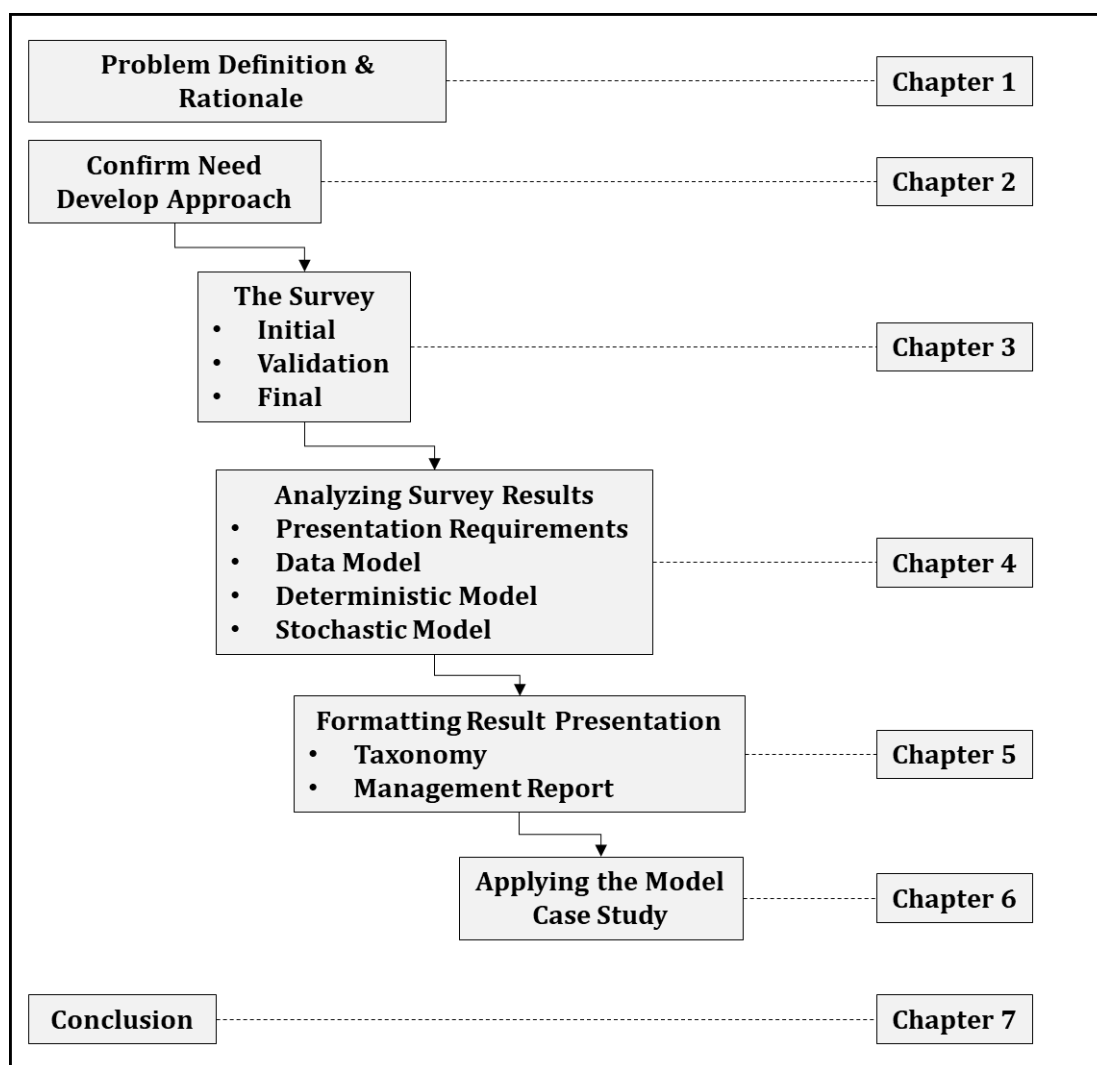 Problem Definition &
Rationale
Chapter 1
Confirm Need
Develop Approach
Chapter 2
The Survey
• Initial
• Validation
• Final
Chapter 3
Analyzing Survey Results
• Presentation Requirements
• Data Model
• Deterministic Model
• Stochastic Model
Chapter 4
Formatting Result Presentation
• Taxonomy
• Management Report
Chapter 5
Applying the Model
Case Study
Chapter 6
Conclusion
Chapter 7